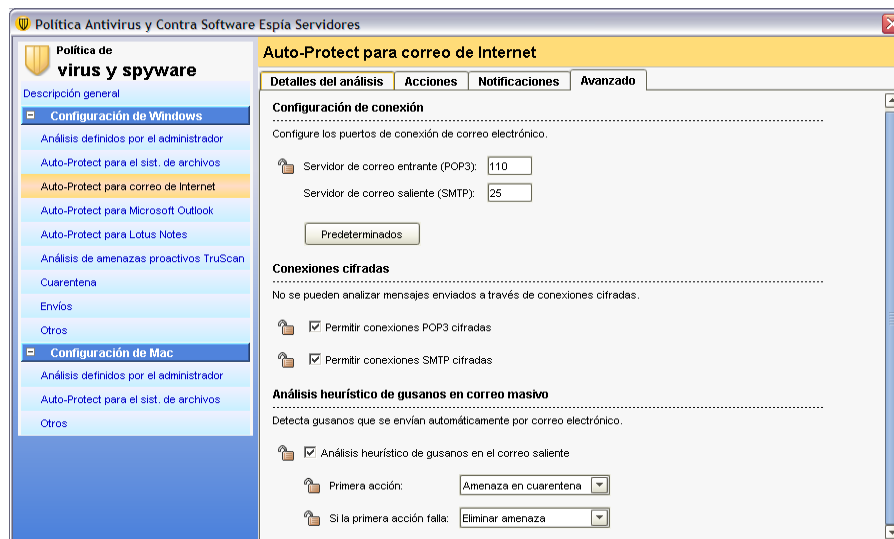 Política Antivirus y Contra Software Espía Servidores
Política de
virus y spyware
Descripción general
Configuración de Windows
Análisis definidos por el administrador
Auto-Protect para el sist. de archivos
Auto-Protect para correo de Internet
Auto-Protect para Microsoft Outlook
Auto-Protect para Lotus Notes
Análisis de amenazas proactivos TruScan
Cuarentena
Envíos
Otros
Configuración de Mac
Análisis definidos por el administrador
Auto-Protect para el sist. de archivos
Otros
Auto-Protect para correo de Internet
Detalles del análisis Acciones Notificaciones Avanzado
Configuración de conexión
Configure los puertos de conexión de correo electrónico.
Servidor de correo entrante (POP3): 110
Servidor de correo saliente (SMTP): 25
Predeterminados
Conexiones cifradas
No se pueden analizar mensajes enviados a través de conexiones cifradas.
Permitir conexiones POP3 cifradas
Permitir conexiones SMTP cifradas
Análisis heurístico de gusanos en correo masivo
Detecta gusanos que se envían automáticamente por correo electrónico.
Análisis heurístico de gusanos en el correo saliente
Primera acción: Amenaza en cuarentena
Si la primera acción falla: Eliminar amenaza